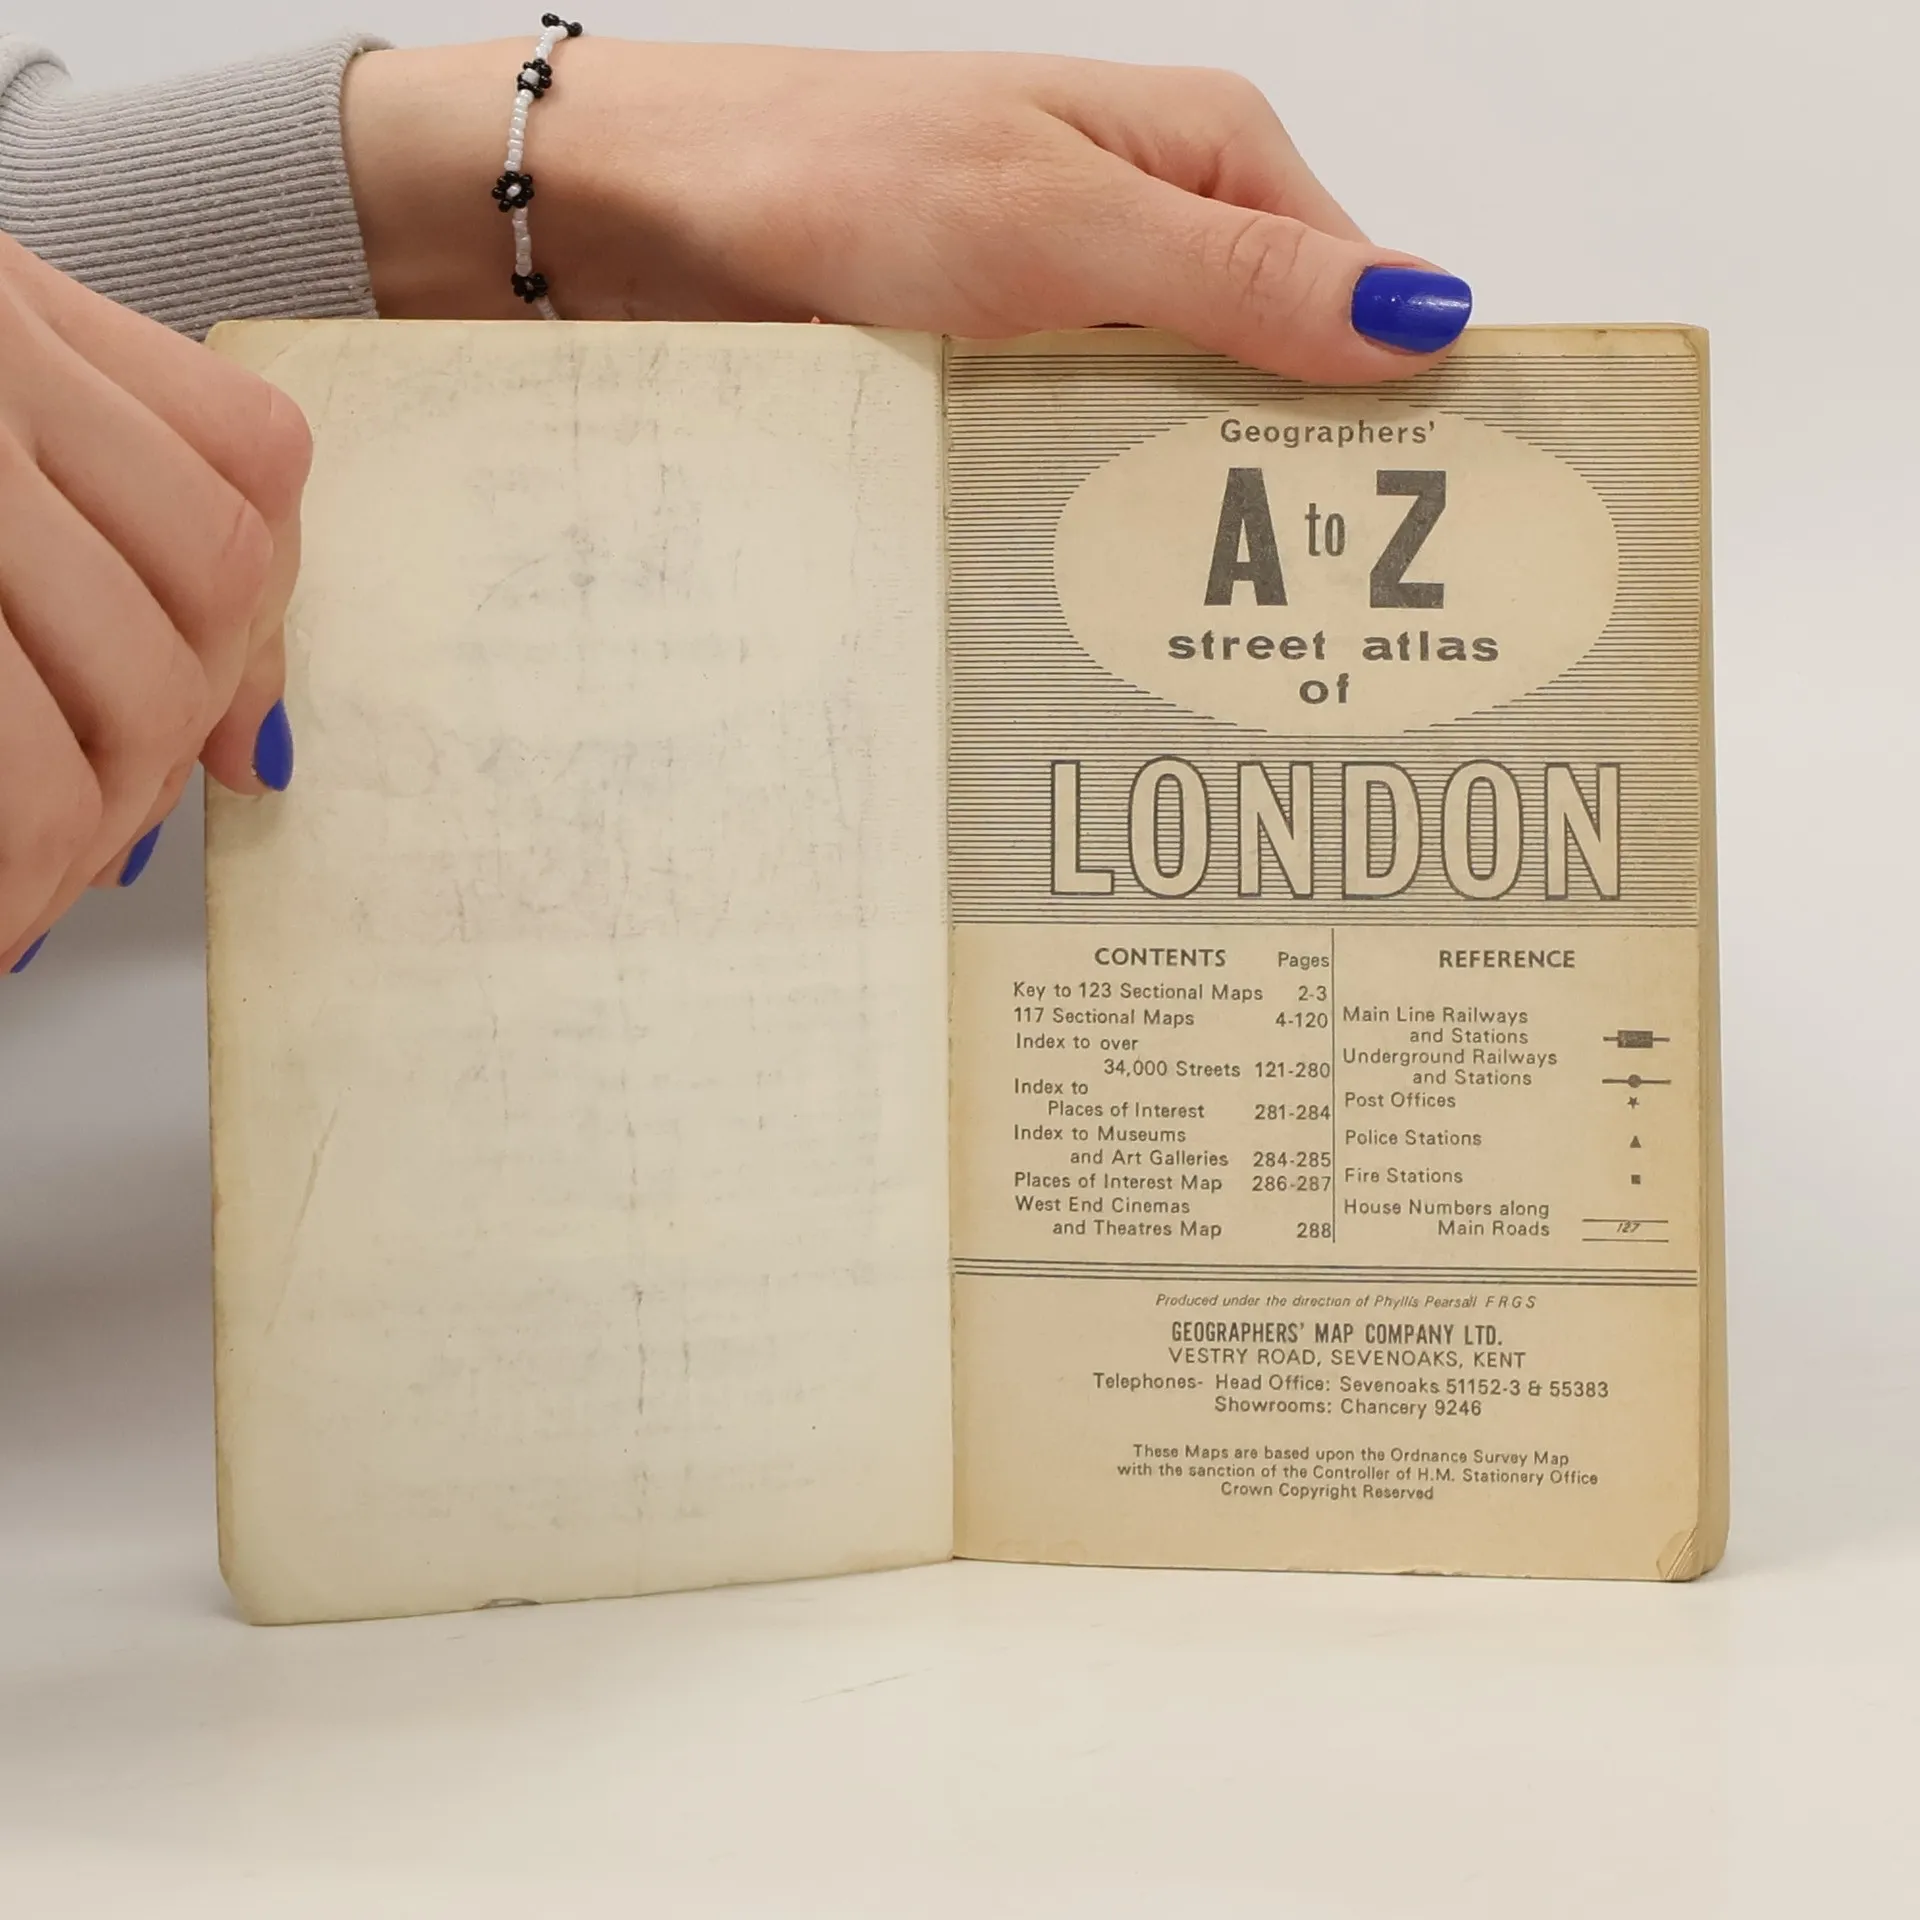 Geographers'
A to Z
street atlas
of
LONDON
CONTENTS Pages
Key to 123 Sectional Maps 2-3
117 Sectional Maps 4-120
Index to over
34,000 Streets 121-280
Index to
Places of Interest 281-284
Index to Museums
and Art Galleries 284-285
Places of Interest Map 286-287
West End Cinemas
and Theatres Map 288
REFERENCE
Main Line Railways
and Stations
Underground Railways
and Stations
Post Offices
Police Stations
Fire Stations
House Numbers along
Main Roads 127
Produced under the direction of Phyllis Pearsall F R G S
GEOGRAPHERS' MAP COMPANY LTD.
VESTRY ROAD, SEVENOAKS, KENT
Telephones- Head Office: Sevenoaks 51152-3 & 55383
Showrooms: Chancery 9246
These Maps are based upon the Ordnance Survey Map
with the sanction of the Controller of H.M. Stationery Office
Crown Copyright Reserved